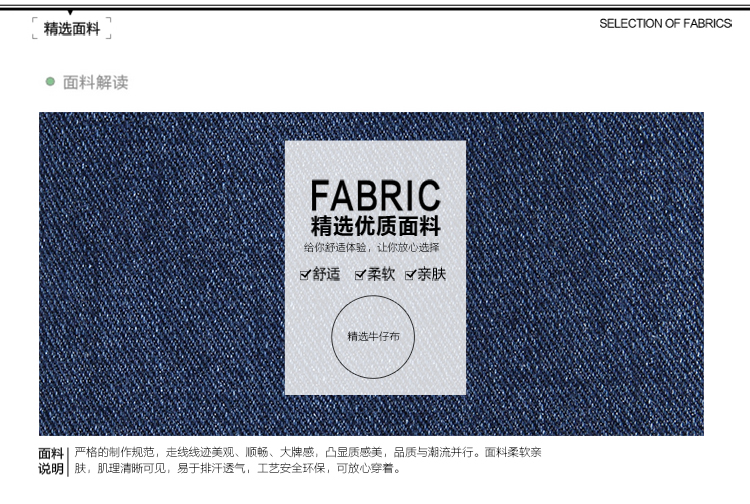 精选面料
SELECTION OF FABRICS
面料解读
FABRIC
精选优质面料
给你舒适体验，让你放心选择
舒适 柔软 亲肤
精选牛仔布
面料说明
严格的制作规范，走线线迹美观、顺畅、大牌感，凸显质感美，品质与潮流并行。面料柔软亲
肤，肌理清晰可见，易于排汗透气，工艺安全环保，可放心穿着。